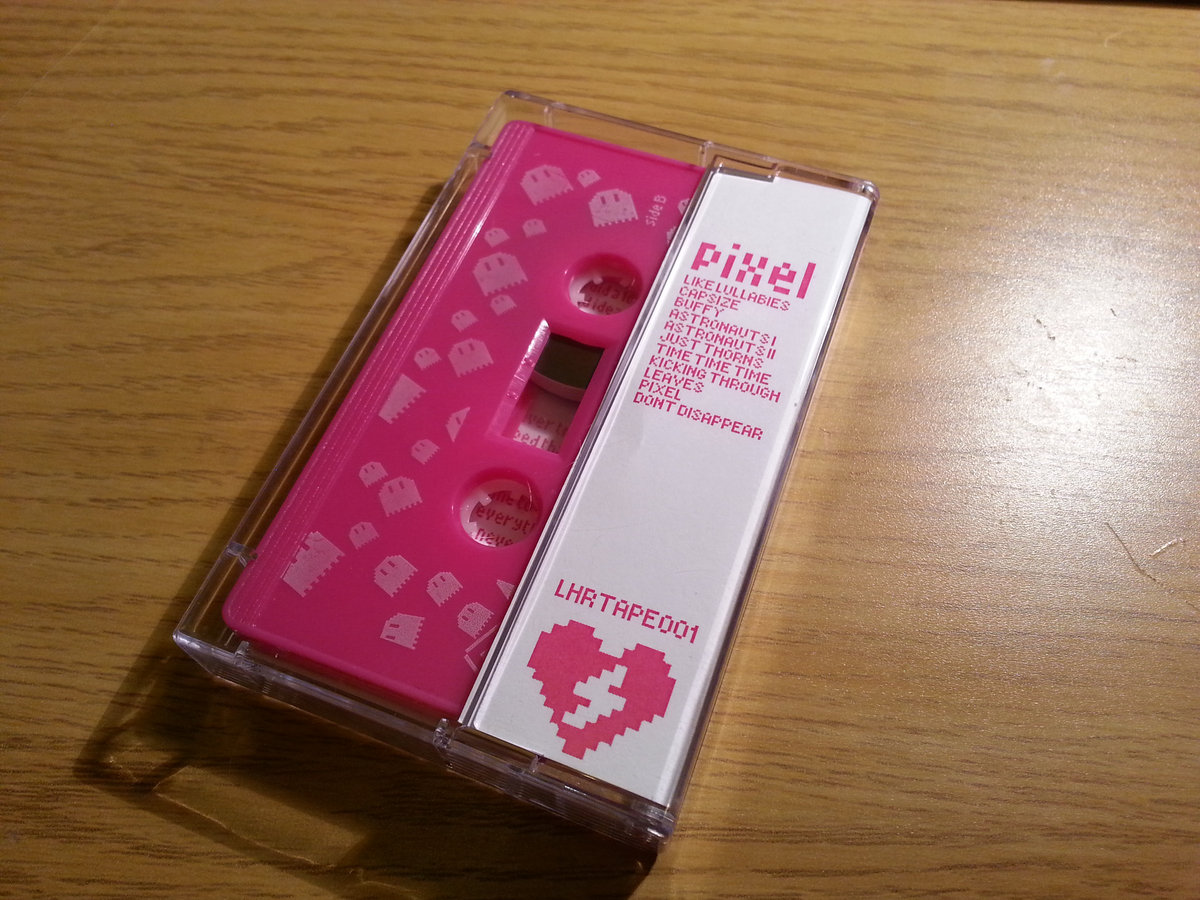 Side B
pixel
LIKE LULLABIES
CAPSIZE
BUFFY
ASTRONAUTS I
ASTRONAUTS II
JUST THORNS
TIME TIME TIME
KICKING THROUGH
LEAVES
PIXEL
DONT DISAPPEAR
LHRTAPE001